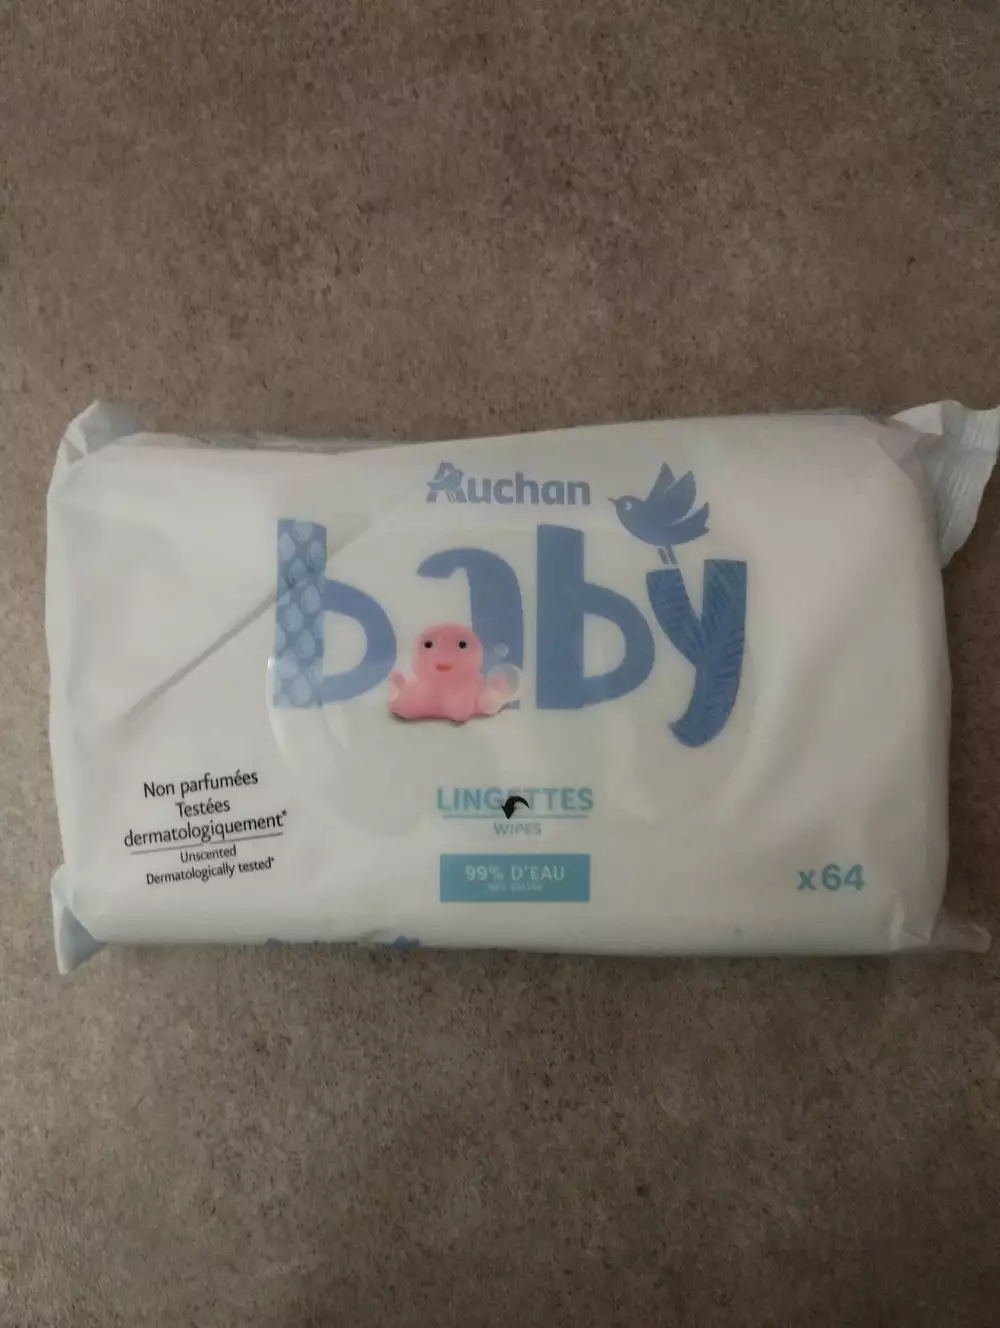 Auchan
baby
Non parfumées
Testées
dermatologiquement*
Unscented
Dermatologically tested*
LINGETTES
WIPES
99% D'EAU
x64